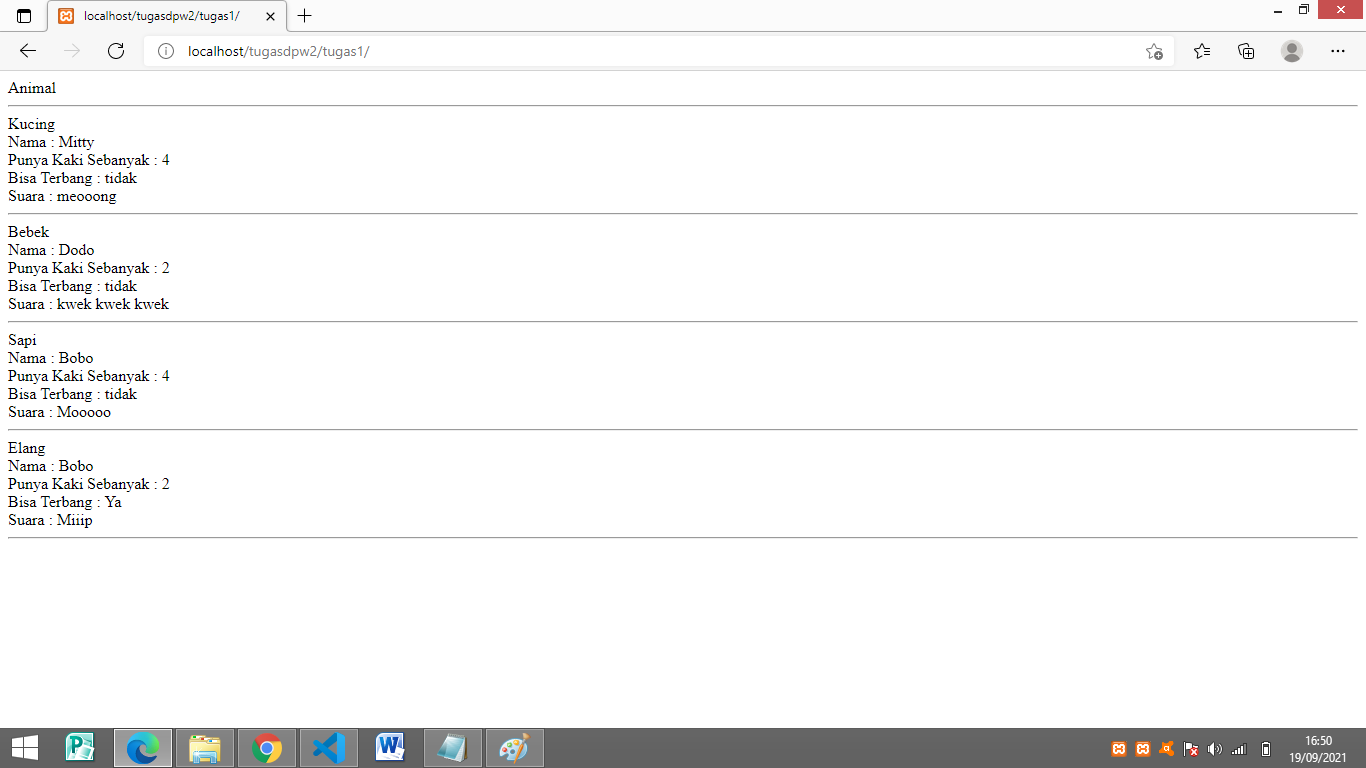 localhost/tugasdpw2/tugas1/
localhost/tugasdpw2/tugas1/
Animal
Kucing
Nama : Mitty
Punya Kaki Sebanyak : 4
Bisa Terbang : tidak
Suara : meooong
Bebek
Nama : Dodo
Punya Kaki Sebanyak : 2
Bisa Terbang : tidak
Suara : kwek kwek kwek
Sapi
Nama : Bobo
Punya Kaki Sebanyak : 4
Bisa Terbang : tidak
Suara : Mooooo
Elang
Nama : Bobo
Punya Kaki Sebanyak : 2
Bisa Terbang : Ya
Suara : Miiip
16:50
19/09/2021